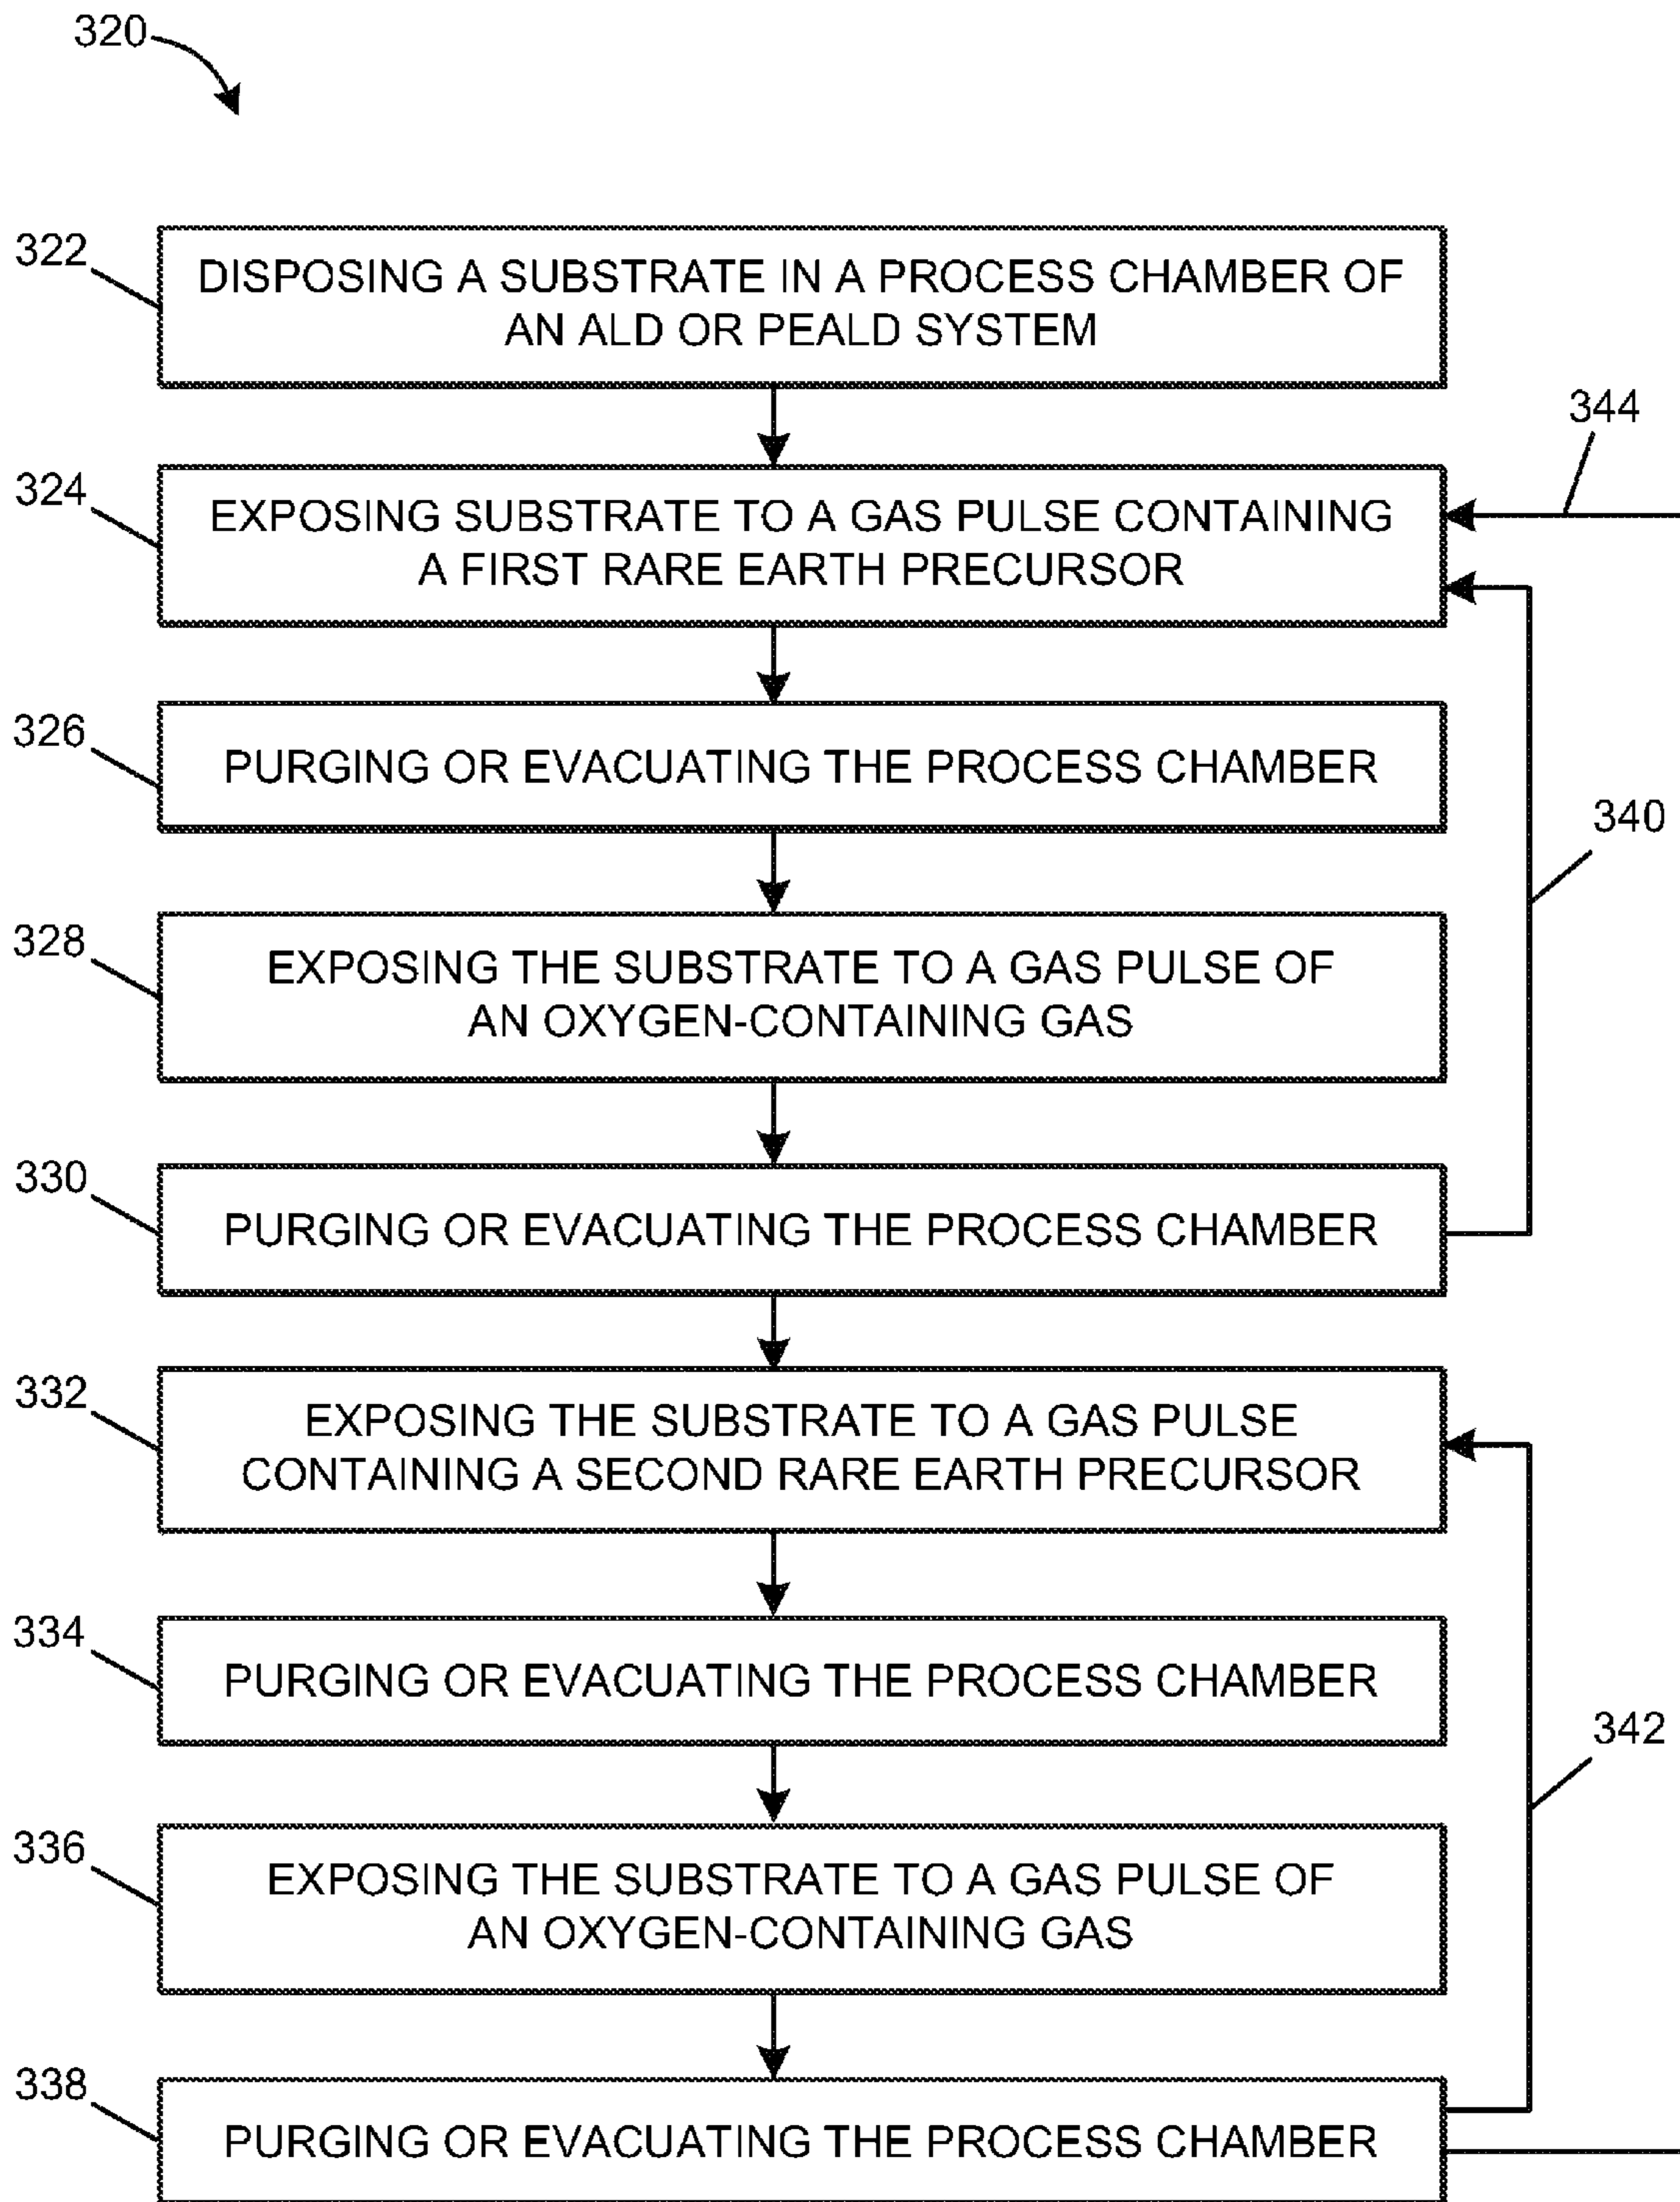 320
322
DISPOSING A SUBSTRATE IN A PROCESS CHAMBER OF
AN ALD OR PEALD SYSTEM
344
324
EXPOSING SUBSTRATE TO A GAS PULSE CONTAINING
A FIRST RARE EARTH PRECURSOR
326
PURGING OR EVACUATING THE PROCESS CHAMBER
340
328
EXPOSING THE SUBSTRATE TO A GAS PULSE OF
AN OXYGEN-CONTAINING GAS
330
PURGING OR EVACUATING THE PROCESS CHAMBER
332
EXPOSING THE SUBSTRATE TO A GAS PULSE
CONTAINING A SECOND RARE EARTH PRECURSOR
334
PURGING OR EVACUATING THE PROCESS CHAMBER
342
336
EXPOSING THE SUBSTRATE TO A GAS PULSE OF
AN OXYGEN-CONTAINING GAS
338
PURGING OR EVACUATING THE PROCESS CHAMBER